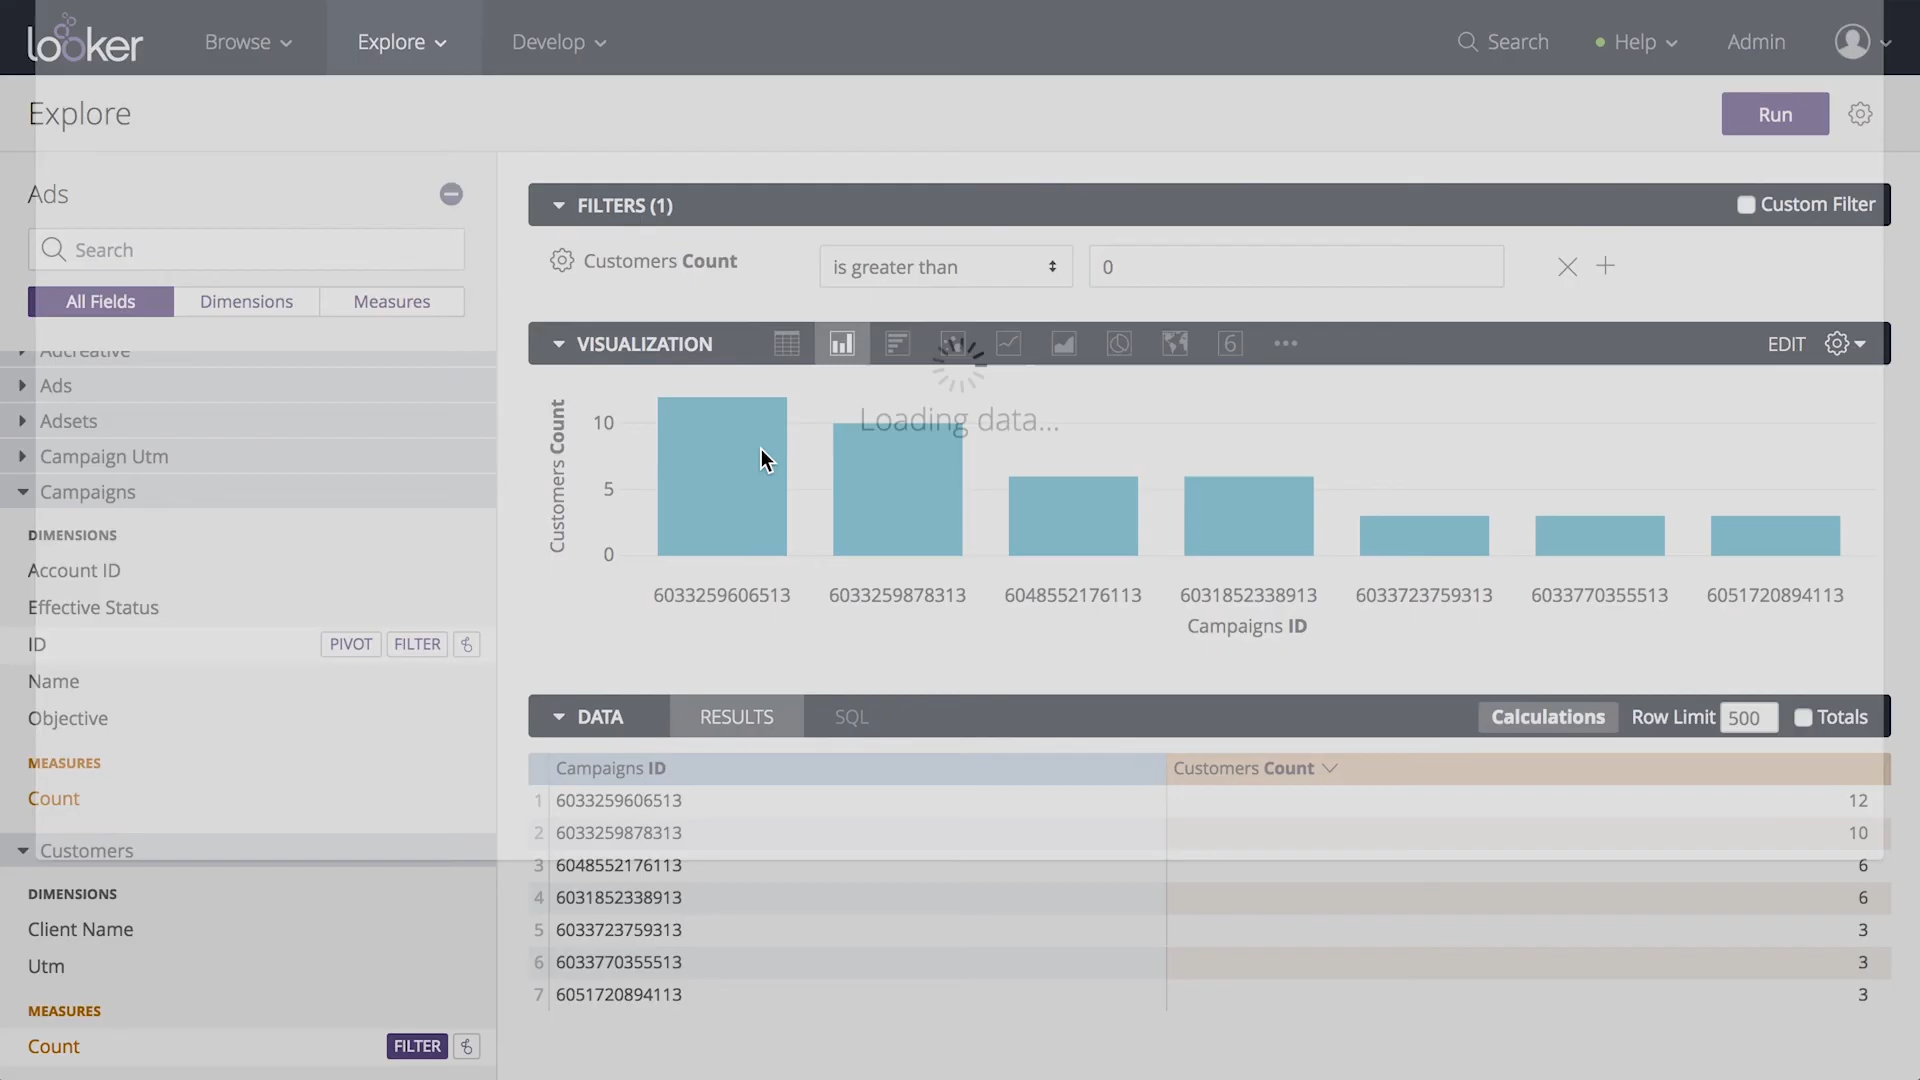 looker Browse Explore Develop Search Help Admin
Explore Run
Ads
Search
All Fields Dimensions Measures
Adcreative
Ads
Adsets
Campaign Utm
Campaigns
DIMENSIONS
Account ID
Effective Status
ID PIVOT FILTER
Name
Objective
MEASURES
Count
Customers
DIMENSIONS
Client Name
Utm
MEASURES
Count FILTER
FILTERS (1) Custom Filter
Customers Count is greater than 0
VISUALIZATION 6 EDIT
Loading data...
Customers Count
10
5
0
6033259606513 6033259878313 6048552176113 6031852338913 6033723759313 6033770355513 6051720894113
Campaigns ID
DATA RESULTS SQL Calculations Row Limit 500 Totals
Campaigns ID Customers Count
1 6033259606513 12
2 6033259878313 10
3 6048552176113 6
4 6031852338913 6
5 6033723759313 3
6 6033770355513 3
7 6051720894113 3